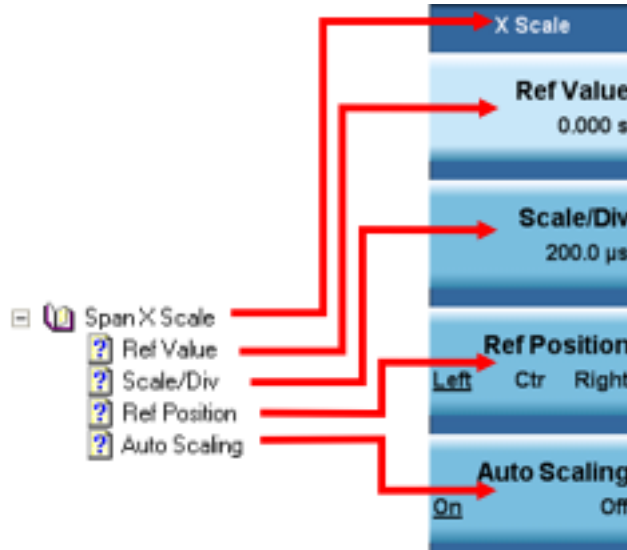 X Scale
Ref Value
0.000 s
Scale/Div
200.0 µs
Span X Scale
Ref Value
Scale/Div
Ref Position
Auto Scaling
Ref Position
Left Ctr Right
Auto Scaling
On Off